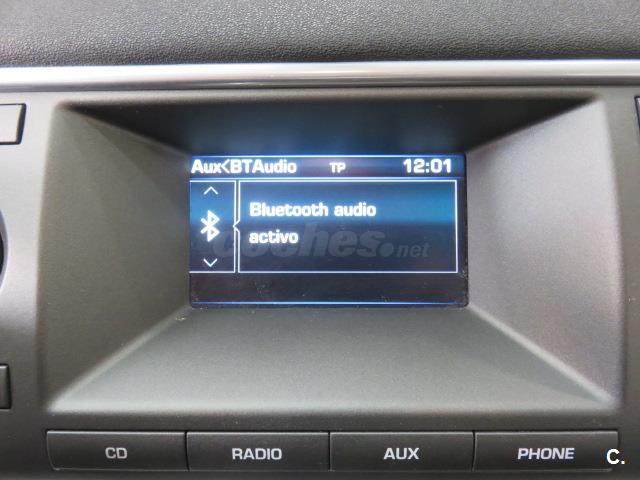 Aux<BTAudio TP 12:01
Bluetooth audio
activo
coches.net
CD RADIO AUX PHONE
C.